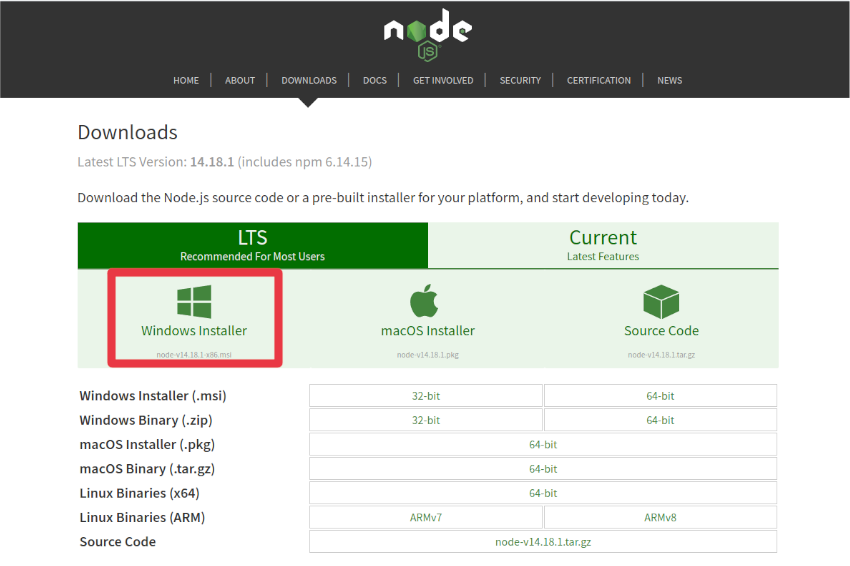 node
JS
HOME ABOUT DOWNLOADS DOCS GET INVOLVED SECURITY CERTIFICATION NEWS
Downloads
Latest LTS Version: 14.18.1 (includes npm 6.14.15)
Download the Node.js source code or a pre-built installer for your platform, and start developing today.
LTS
Recommended For Most Users
Current
Latest Features
Windows Installer
node-v14.18.1-x86.msi
macOS Installer
node-v14.18.1.pkg
Source Code
node-v14.18.1.tar.gz
Windows Installer (.msi) 32-bit 64-bit
Windows Binary (.zip) 32-bit 64-bit
macOS Installer (.pkg) 64-bit
macOS Binary (.tar.gz) 64-bit
Linux Binaries (x64) 64-bit
Linux Binaries (ARM) ARMv7 ARMv8
Source Code node-v14.18.1.tar.gz